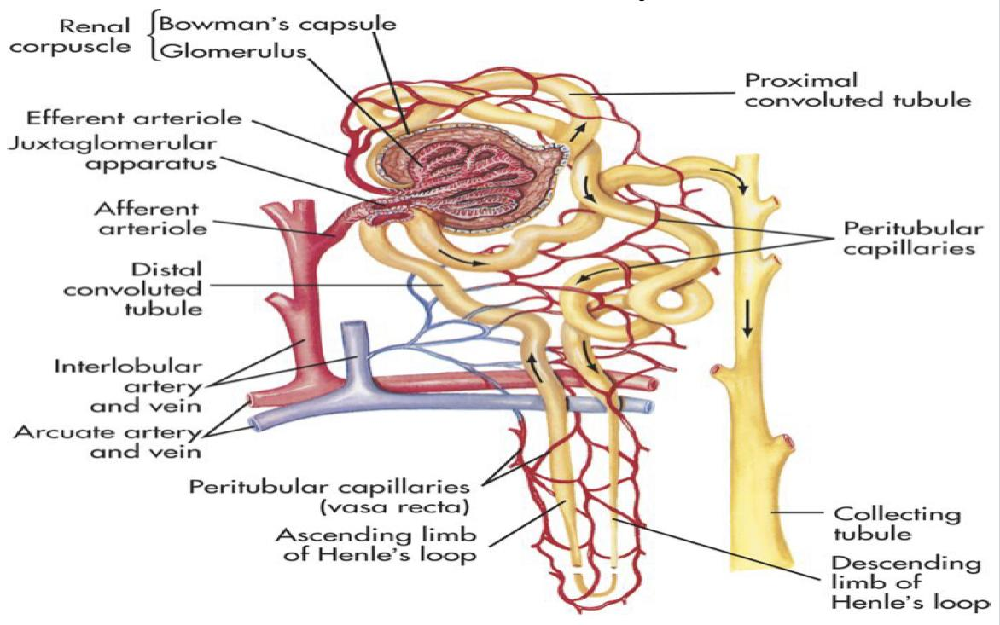 Renal
corpuscle
Bowman's capsule
Glomerulus
Efferent arteriole
Juxtaglomerular
apparatus
Afferent
arteriole
Distal
convoluted
tubule
Interlobular
artery
and vein
Arcuate artery
and vein
Peritubular capillaries
(vasa recta)
Ascending limb
of Henle's loop
Proximal
convoluted tubule
Peritubular
capillaries
Collecting
tubule
Descending
limb of
Henle's loop